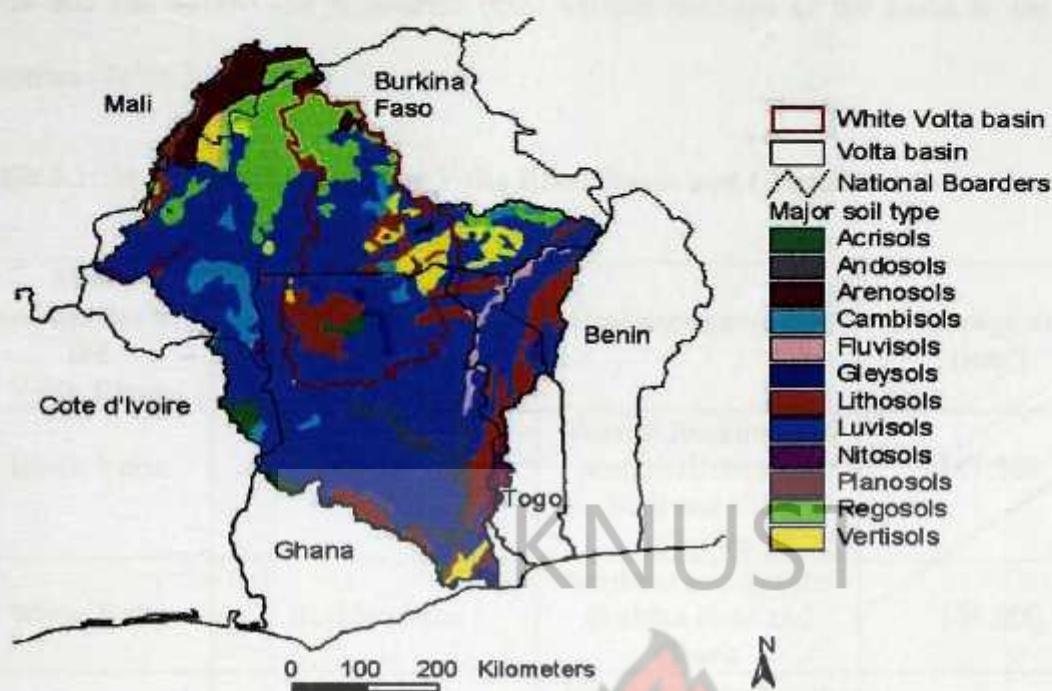 Mali
Burkina
Faso
Benin
Cote d'Ivoire
Togo
Ghana
KNUST
White Volta basin
Volta basin
National Boarders
Major soil type
Acrisols
Andosols
Arenosols
Cambisols
Fluvisols
Gleysols
Lithosols
Luvisols
Nitosols
Planosols
Regosols
Vertisols
0 100 200 Kilometers
N